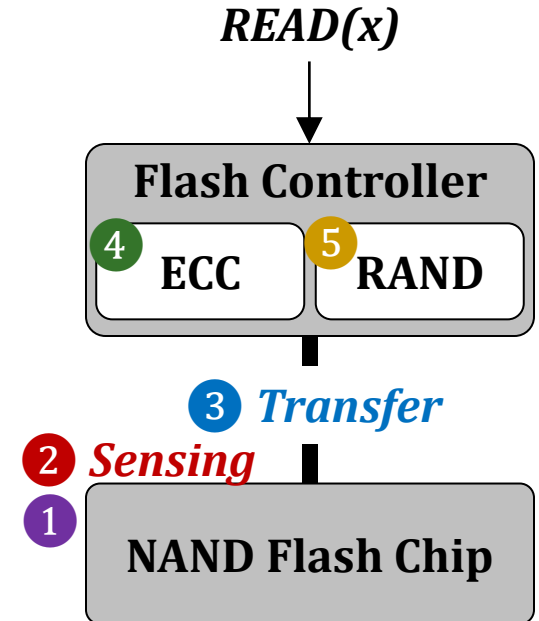 READ(x)
Flash Controller
4 ECC
5 RAND
3 Transfer
2 Sensing
1
NAND Flash Chip